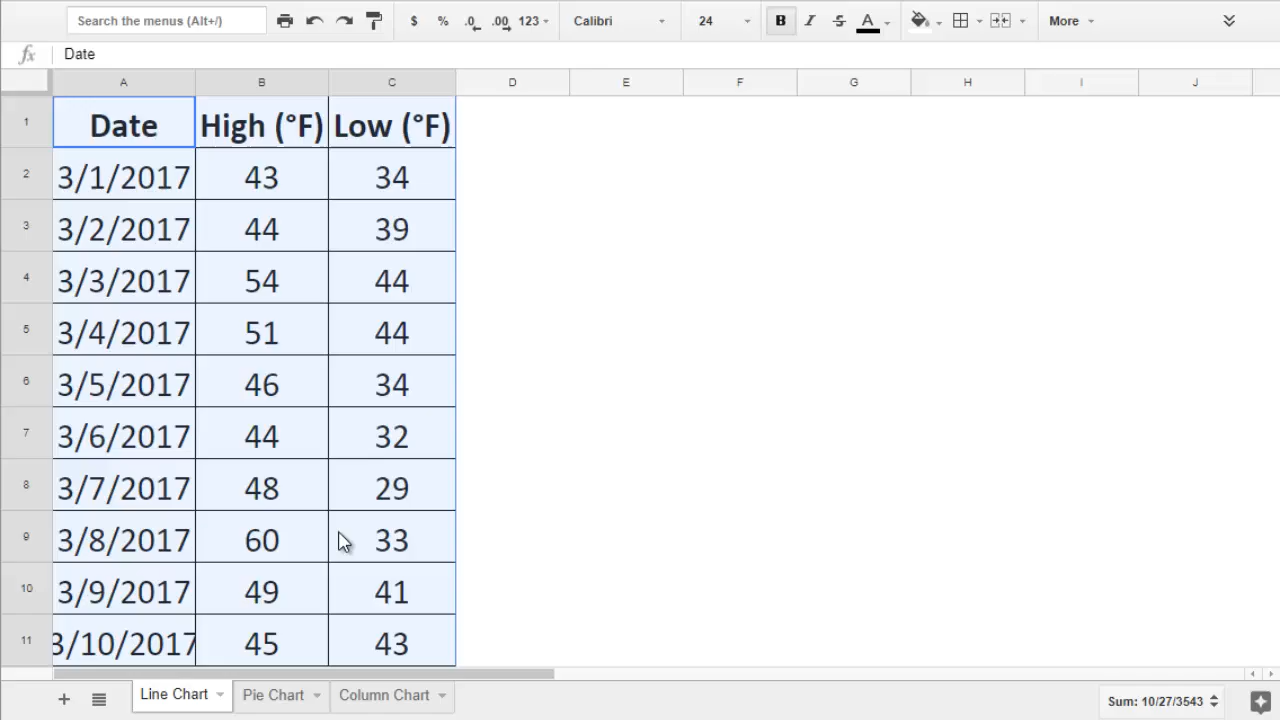 Search the menus (Alt+/) $ % .0 .00 123 Calibri 24 B I S A More
fx Date
A B C D E F G H I J
1 Date High (°F) Low (°F)
2 3/1/2017 43 34
3 3/2/2017 44 39
4 3/3/2017 54 44
5 3/4/2017 51 44
6 3/5/2017 46 34
7 3/6/2017 44 32
8 3/7/2017 48 29
9 3/8/2017 60 33
10 3/9/2017 49 41
11 3/10/2017 45 43
+ Line Chart Pie Chart Column Chart Sum: 10/27/3543